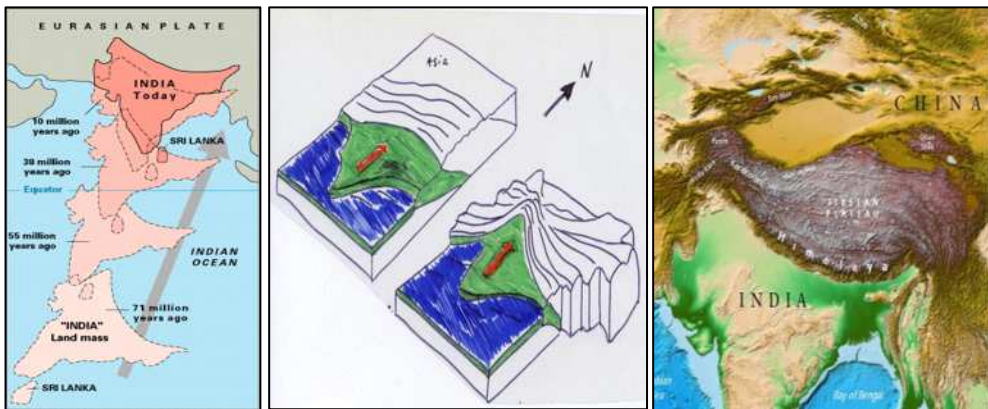 EURASIAN PLATE
INDIA
Today
10 million
years ago
SRI LANKA
38 million
years ago
Equator
55 million
years ago
INDIAN
OCEAN
71 million
years ago
"INDIA"
Land mass
SRI LANKA
Asia
N
CHINA
PLATEAU
Himalaya
INDIA
Bay of Bengal